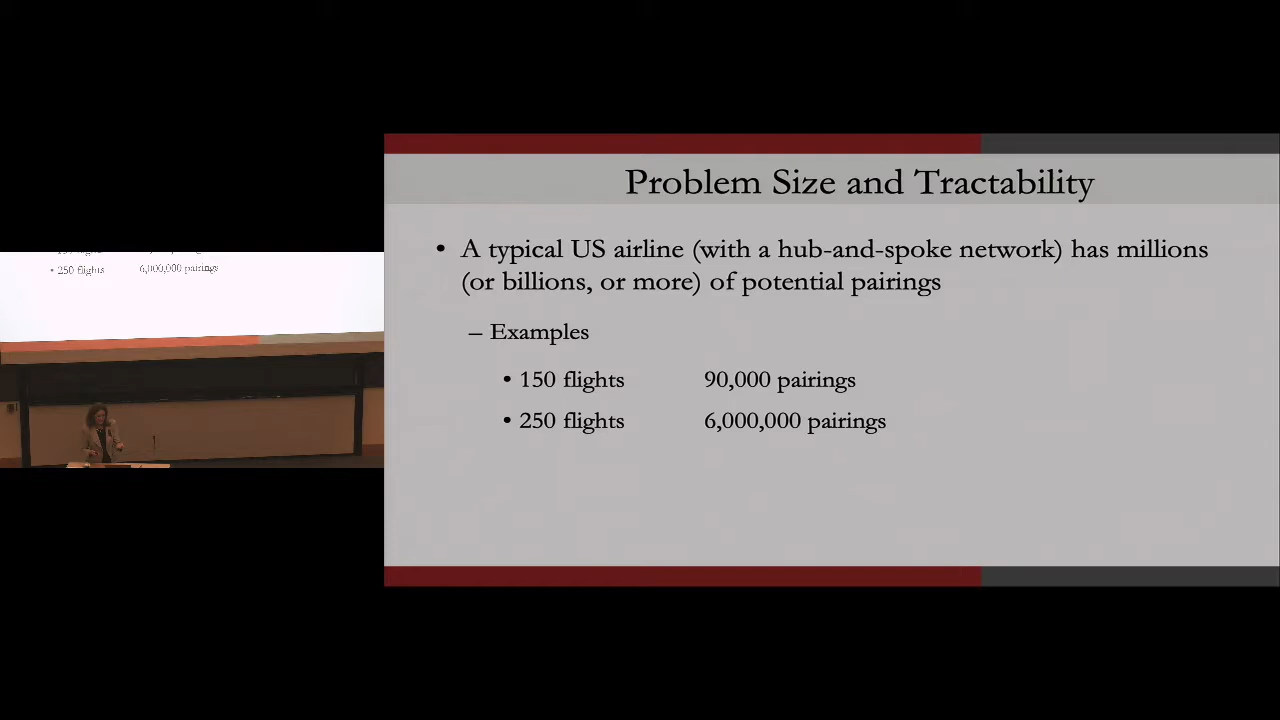 Problem Size and Tractability
• A typical US airline (with a hub-and-spoke network) has millions
(or billions, or more) of potential pairings
– Examples
• 150 flights 90,000 pairings
• 250 flights 6,000,000 pairings
• 250 flights 6,000,000 pairings